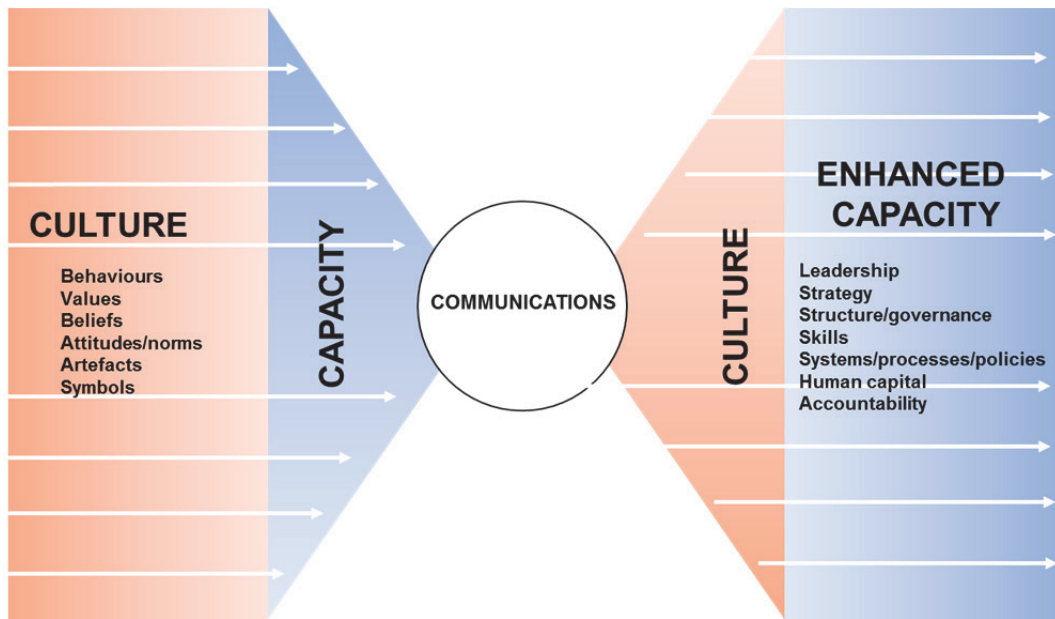 CULTURE
Behaviours
Values
Beliefs
Attitudes/norms
Artefacts
Symbols
CAPACITY
COMMUNICATIONS
CULTURE
ENHANCED
CAPACITY
Leadership
Strategy
Structure/governance
Skills
Systems/processes/policies
Human capital
Accountability